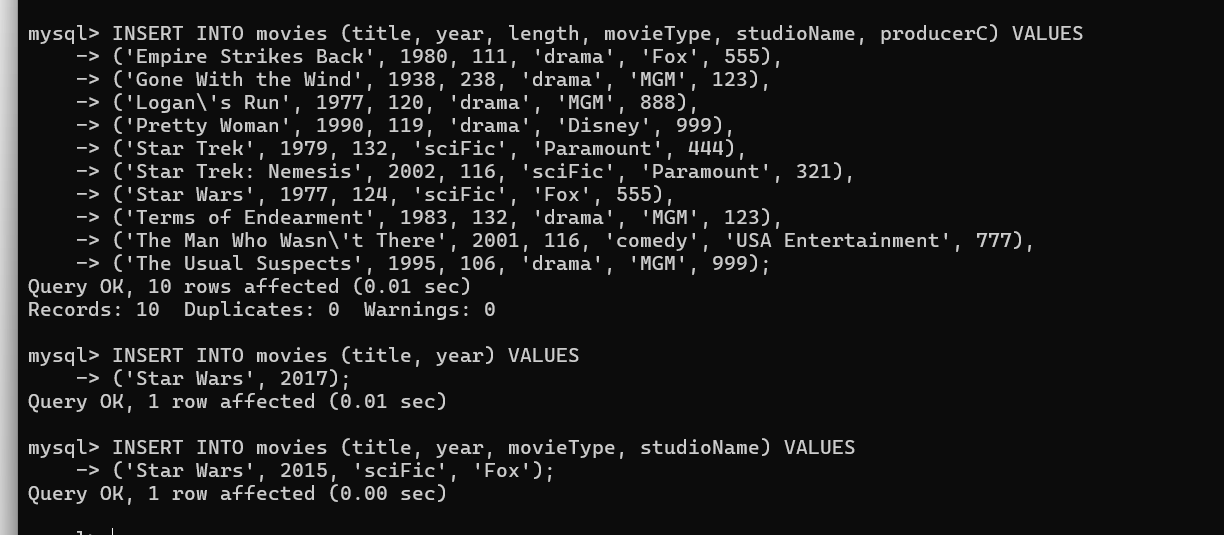 mysql> INSERT INTO movies (title, year, length, movieType, studioName, producerC) VALUES
    -> ('Empire Strikes Back', 1980, 111, 'drama', 'Fox', 555),
    -> ('Gone With the Wind', 1938, 238, 'drama', 'MGM', 123),
    -> ('Logan\'s Run', 1977, 120, 'drama', 'MGM', 888),
    -> ('Pretty Woman', 1990, 119, 'drama', 'Disney', 999),
    -> ('Star Trek', 1979, 132, 'sciFic', 'Paramount', 444),
    -> ('Star Trek: Nemesis', 2002, 116, 'sciFic', 'Paramount', 321),
    -> ('Star Wars', 1977, 124, 'sciFic', 'Fox', 555),
    -> ('Terms of Endearment', 1983, 132, 'drama', 'MGM', 123),
    -> ('The Man Who Wasn\'t There', 2001, 116, 'comedy', 'USA Entertainment', 777),
    -> ('The Usual Suspects', 1995, 106, 'drama', 'MGM', 999);
Query OK, 10 rows affected (0.01 sec)
Records: 10  Duplicates: 0  Warnings: 0
mysql> INSERT INTO movies (title, year) VALUES
    -> ('Star Wars', 2017);
Query OK, 1 row affected (0.01 sec)
mysql> INSERT INTO movies (title, year, movieType, studioName) VALUES
    -> ('Star Wars', 2015, 'sciFic', 'Fox');
Query OK, 1 row affected (0.00 sec)